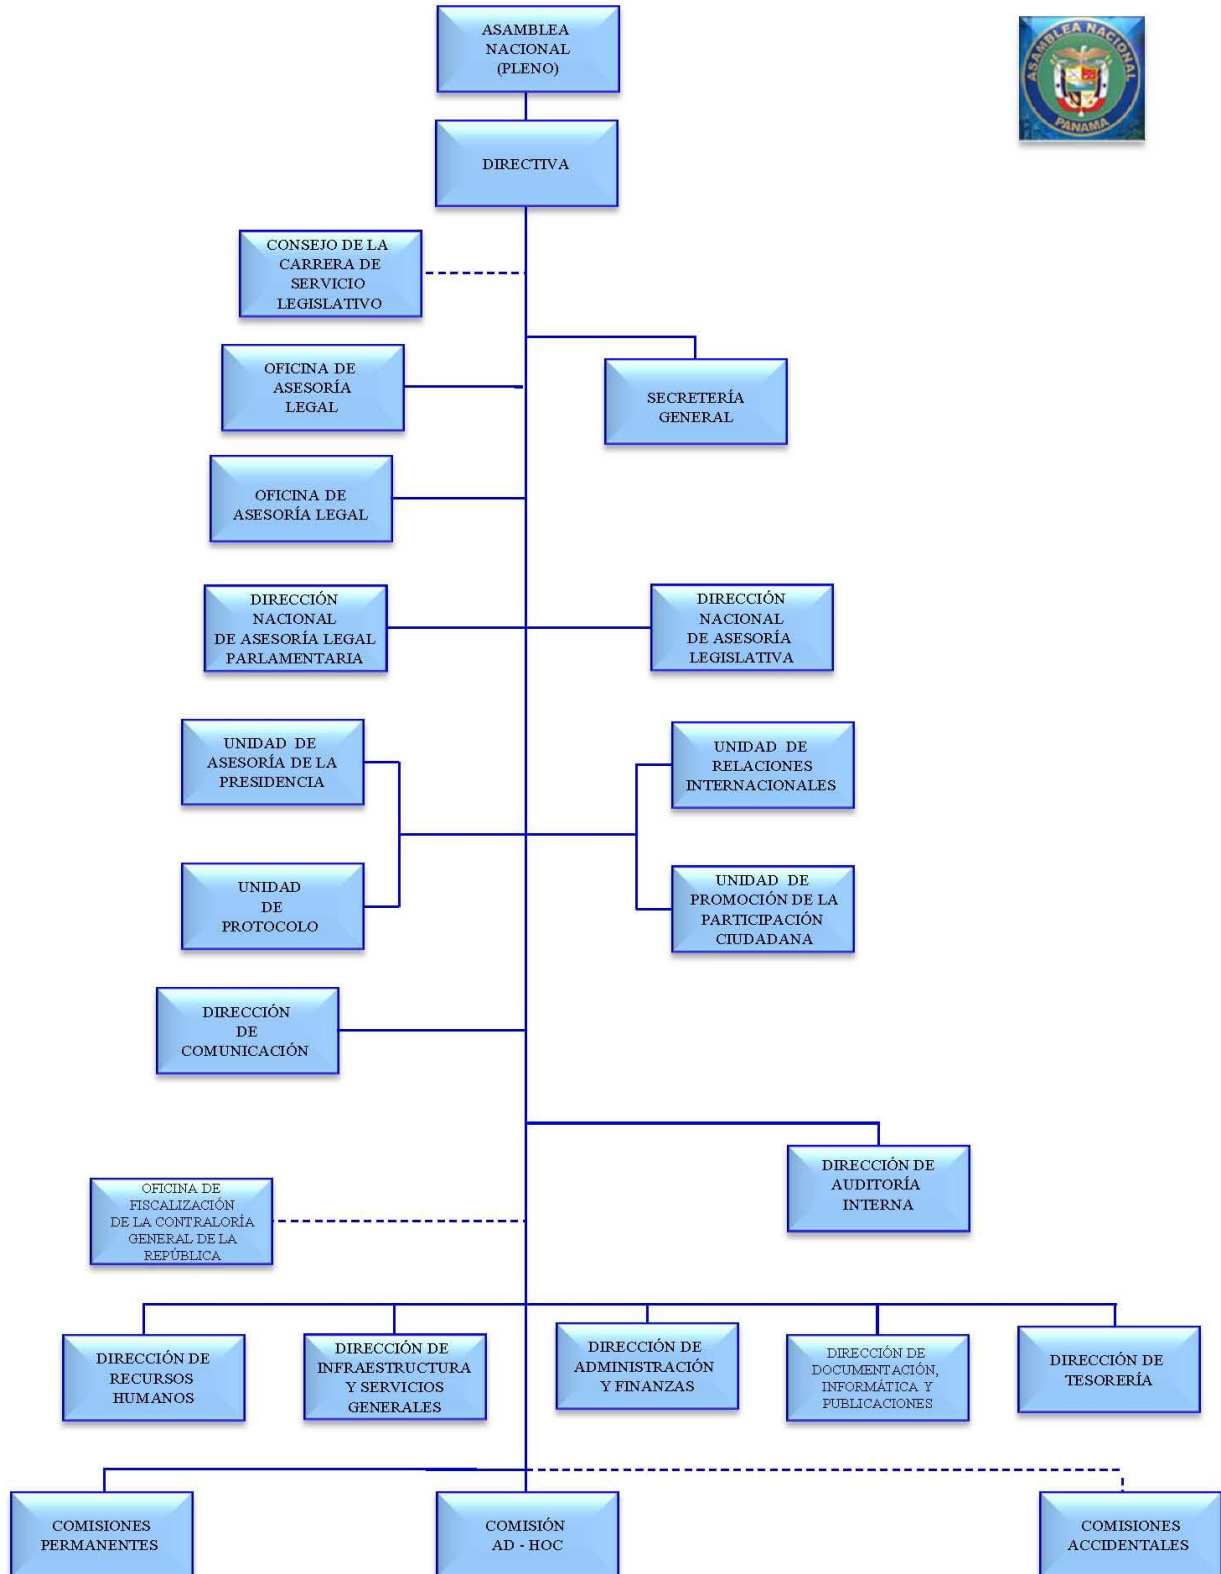 ASAMBLEA
NACIONAL
(PLENO)
ASAMBLEA NACIONAL
PANAMA
DIRECTIVA
CONSEJO DE LA
CARRERA DE
SERVICIO
LEGISLATIVO
OFICINA DE
ASESORÍA
LEGAL
SECRETERÍA
GENERAL
OFICINA DE
ASESORÍA LEGAL
DIRECCIÓN
NACIONAL
DE ASESORÍA LEGAL
PARLAMENTARIA
DIRECCIÓN
NACIONAL
DE ASESORÍA
LEGISLATIVA
UNIDAD DE
ASESORÍA DE LA
PRESIDENCIA
UNIDAD DE
RELACIONES
INTERNACIONALES
UNIDAD
DE
PROTOCOLO
UNIDAD DE
PROMOCIÓN DE LA
PARTICIPACIÓN
CIUDADANA
DIRECCIÓN
DE
COMUNICACIÓN
DIRECCIÓN DE
AUDITORÍA
INTERNA
OFICINA DE
FISCALIZACIÓN
DE LA CONTRALORÍA
GENERAL DE LA
REPÚBLICA
DIRECCIÓN DE
RECURSOS
HUMANOS
DIRECCIÓN DE
INFRAESTRUCTURA
Y SERVICIOS
GENERALES
DIRECCIÓN DE
ADMINISTRACIÓN
Y FINANZAS
DIRECCIÓN DE
DOCUMENTACIÓN,
INFORMÁTICA Y
PUBLICACIONES
DIRECCIÓN DE
TESORERÍA
COMISIONES
PERMANENTES
COMISIÓN
AD - HOC
COMISIONES
ACCIDENTALES